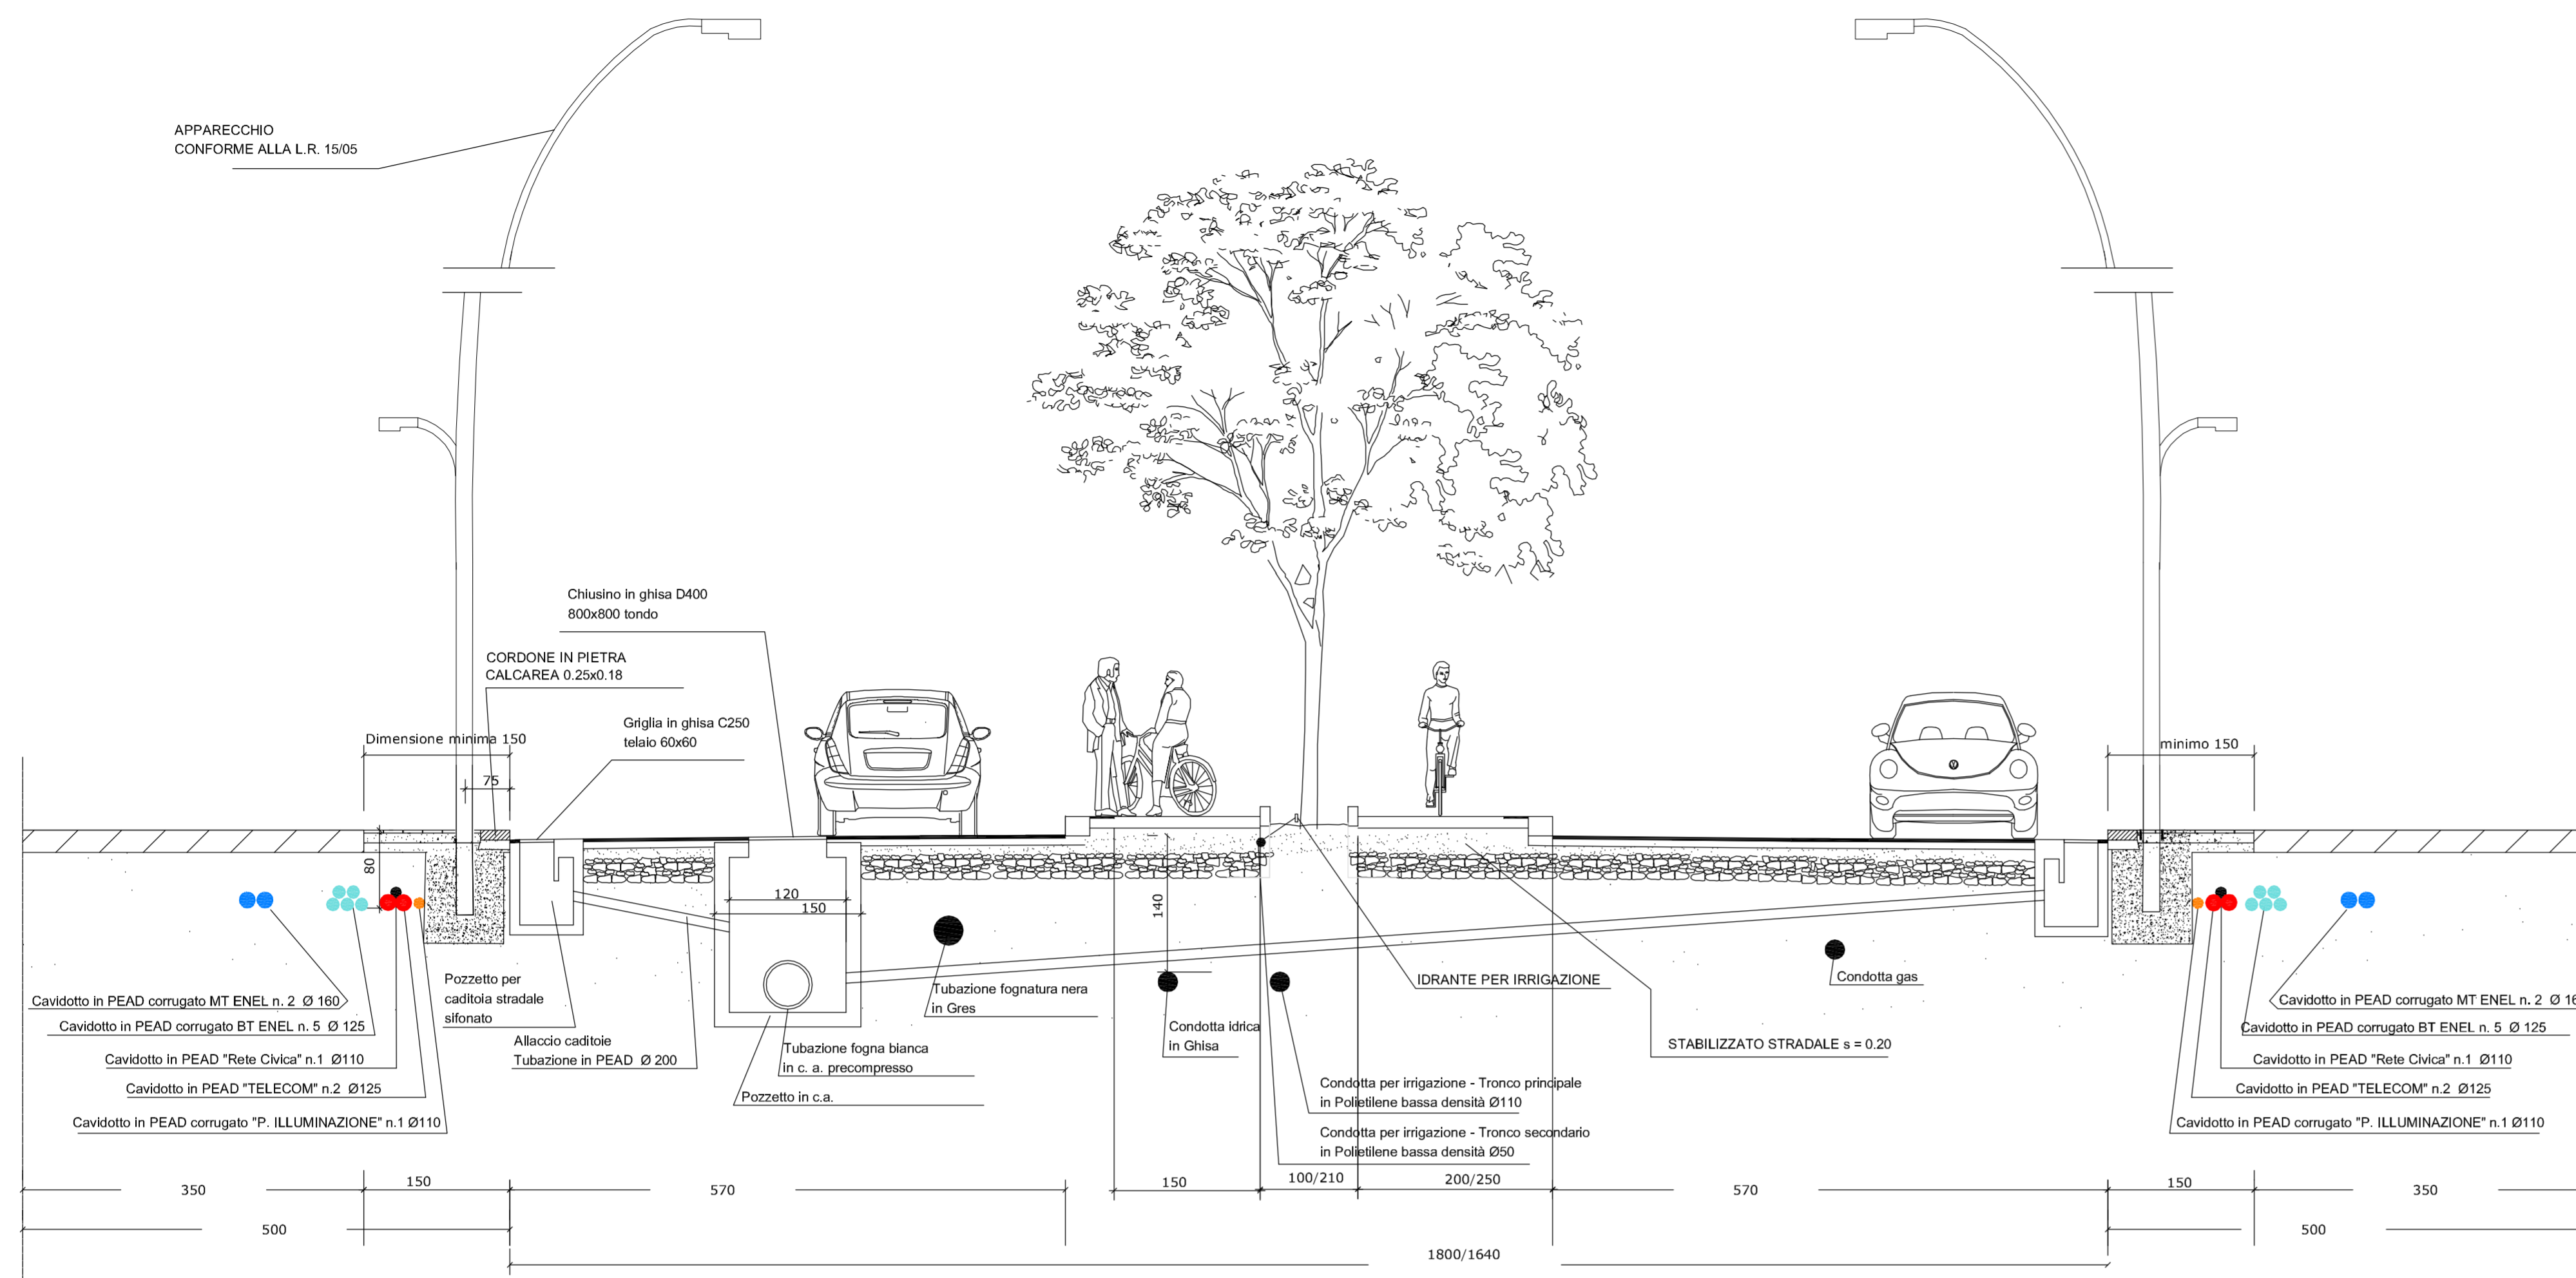 APPARECCHIO
CONFORME ALLA L.R. 15/05
Chiusino in ghisa D400
800x800 tondo
CORDONE IN PIETRA
CALCAREA 0.25x0.18
Griglia in ghisa C250
telaio 60x60
Dimensione minima 150
75
80
minimo 150
120
150
140
Pozzetto per
caditoia stradale
sifonato
Allaccio caditoie
Tubazione in PEAD Ø 200
Tubazione fogna bianca
in c. a. precompresso
Pozzetto in c.a.
Tubazione fognatura nera
in Gres
Condotta idrica
in Ghisa
IDRANTE PER IRRIGAZIONE
Condotta gas
STABILIZZATO STRADALE s = 0.20
Condotta per irrigazione - Tronco principale
in Polietilene bassa densità Ø110
Condotta per irrigazione - Tronco secondario
in Polietilene bassa densità Ø50
Cavidotto in PEAD corrugato MT ENEL n. 2 Ø 160
Cavidotto in PEAD corrugato BT ENEL n. 5 Ø 125
Cavidotto in PEAD "Rete Civica" n.1 Ø110
Cavidotto in PEAD "TELECOM" n.2 Ø125
Cavidotto in PEAD corrugato "P. ILLUMINAZIONE" n.1 Ø110
Cavidotto in PEAD corrugato MT ENEL n. 2 Ø 16
Cavidotto in PEAD corrugato BT ENEL n. 5 Ø 125
Cavidotto in PEAD "Rete Civica" n.1 Ø110
Cavidotto in PEAD "TELECOM" n.2 Ø125
Cavidotto in PEAD corrugato "P. ILLUMINAZIONE" n.1 Ø110
350
150
570
150
100/210
200/250
570
150
350
500
500
1800/1640